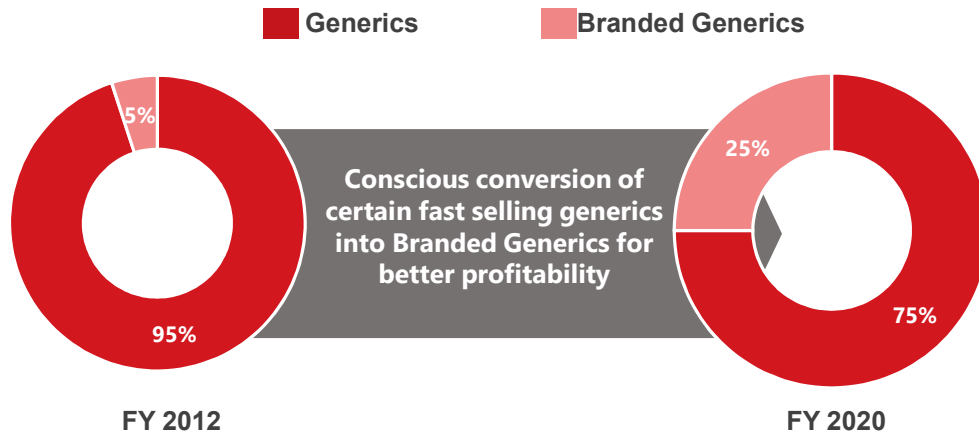 Generics
Branded Generics
5%
95%
Conscious conversion of
certain fast selling generics
into Branded Generics for
better profitability
25%
75%
FY 2012
FY 2020